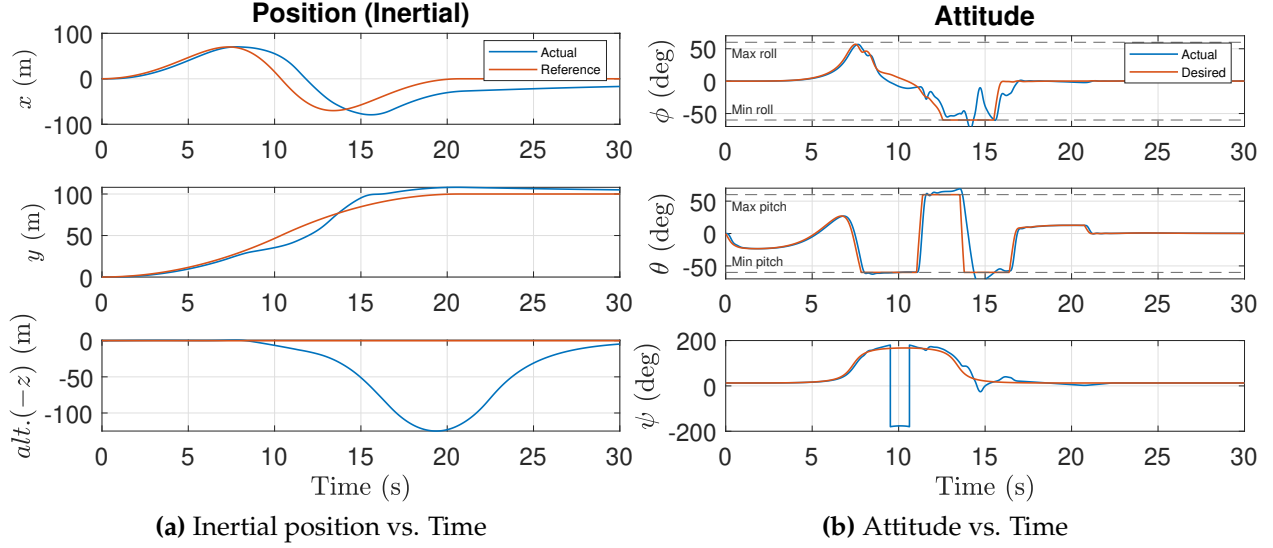 Position (Inertial)
x (m)
100
0
-100
Actual
Reference
0 5 10 15 20 25 30
y (m)
100
50
0
0 5 10 15 20 25 30
alt.(−z) (m)
0
-50
-100
0 5 10 15 20 25 30
Time (s)
(a) Inertial position vs. Time
Attitude
ϕ (deg)
50
0
-50
Max roll
Min roll
Actual
Desired
0 5 10 15 20 25 30
θ (deg)
50
0
-50
Max pitch
Min pitch
0 5 10 15 20 25 30
ψ (deg)
200
0
-200
0 5 10 15 20 25 30
Time (s)
(b) Attitude vs. Time